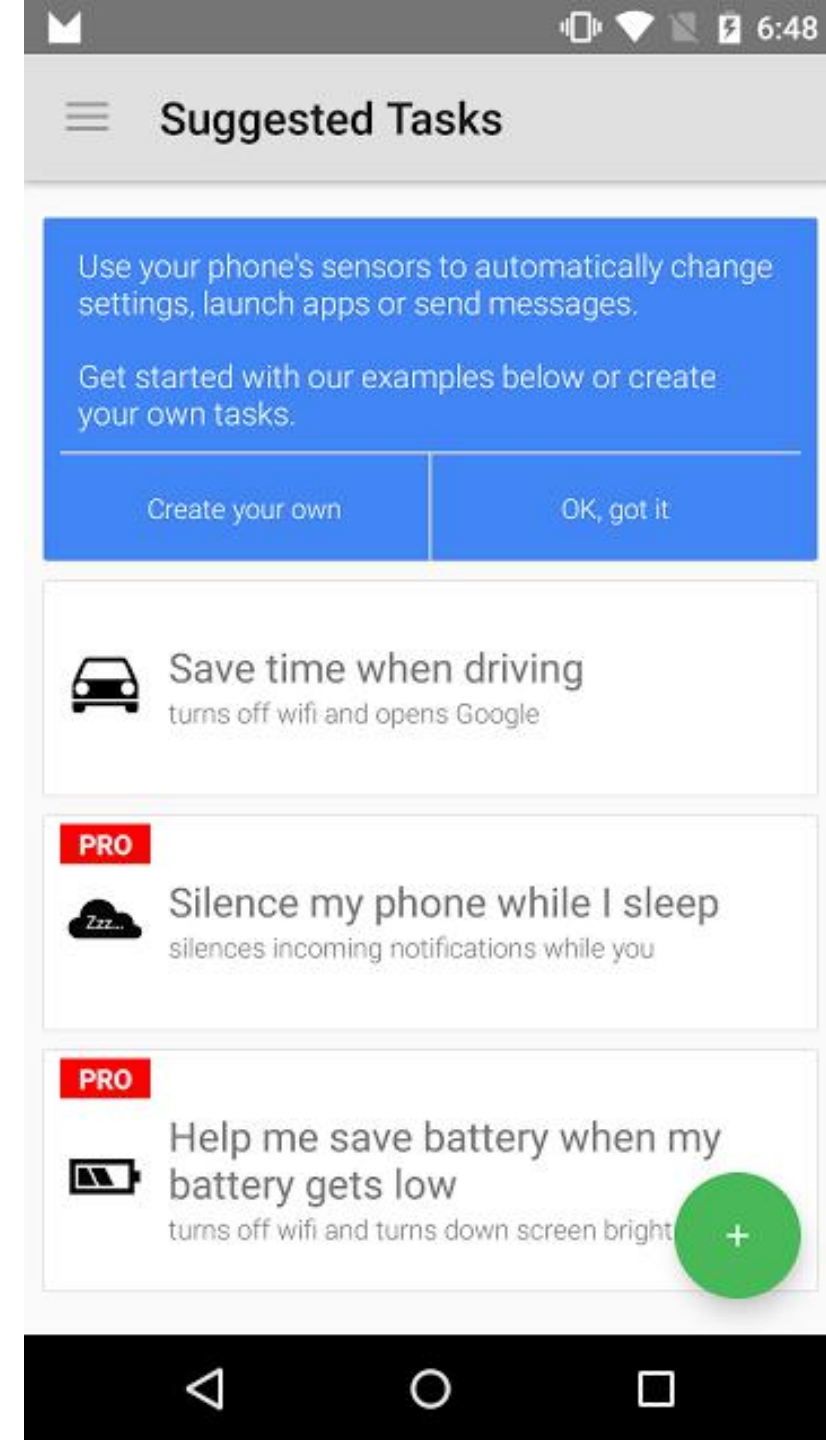 6:48
Suggested Tasks
Use your phone's sensors to automatically change
settings, launch apps or send messages.
Get started with our examples below or create
your own tasks.
Create your own
OK, got it
Save time when driving
turns off wifi and opens Google
PRO
Zzz...
Silence my phone while I sleep
silences incoming notifications while you
PRO
Help me save battery when my
battery gets low
turns off wifi and turns down screen bright
+